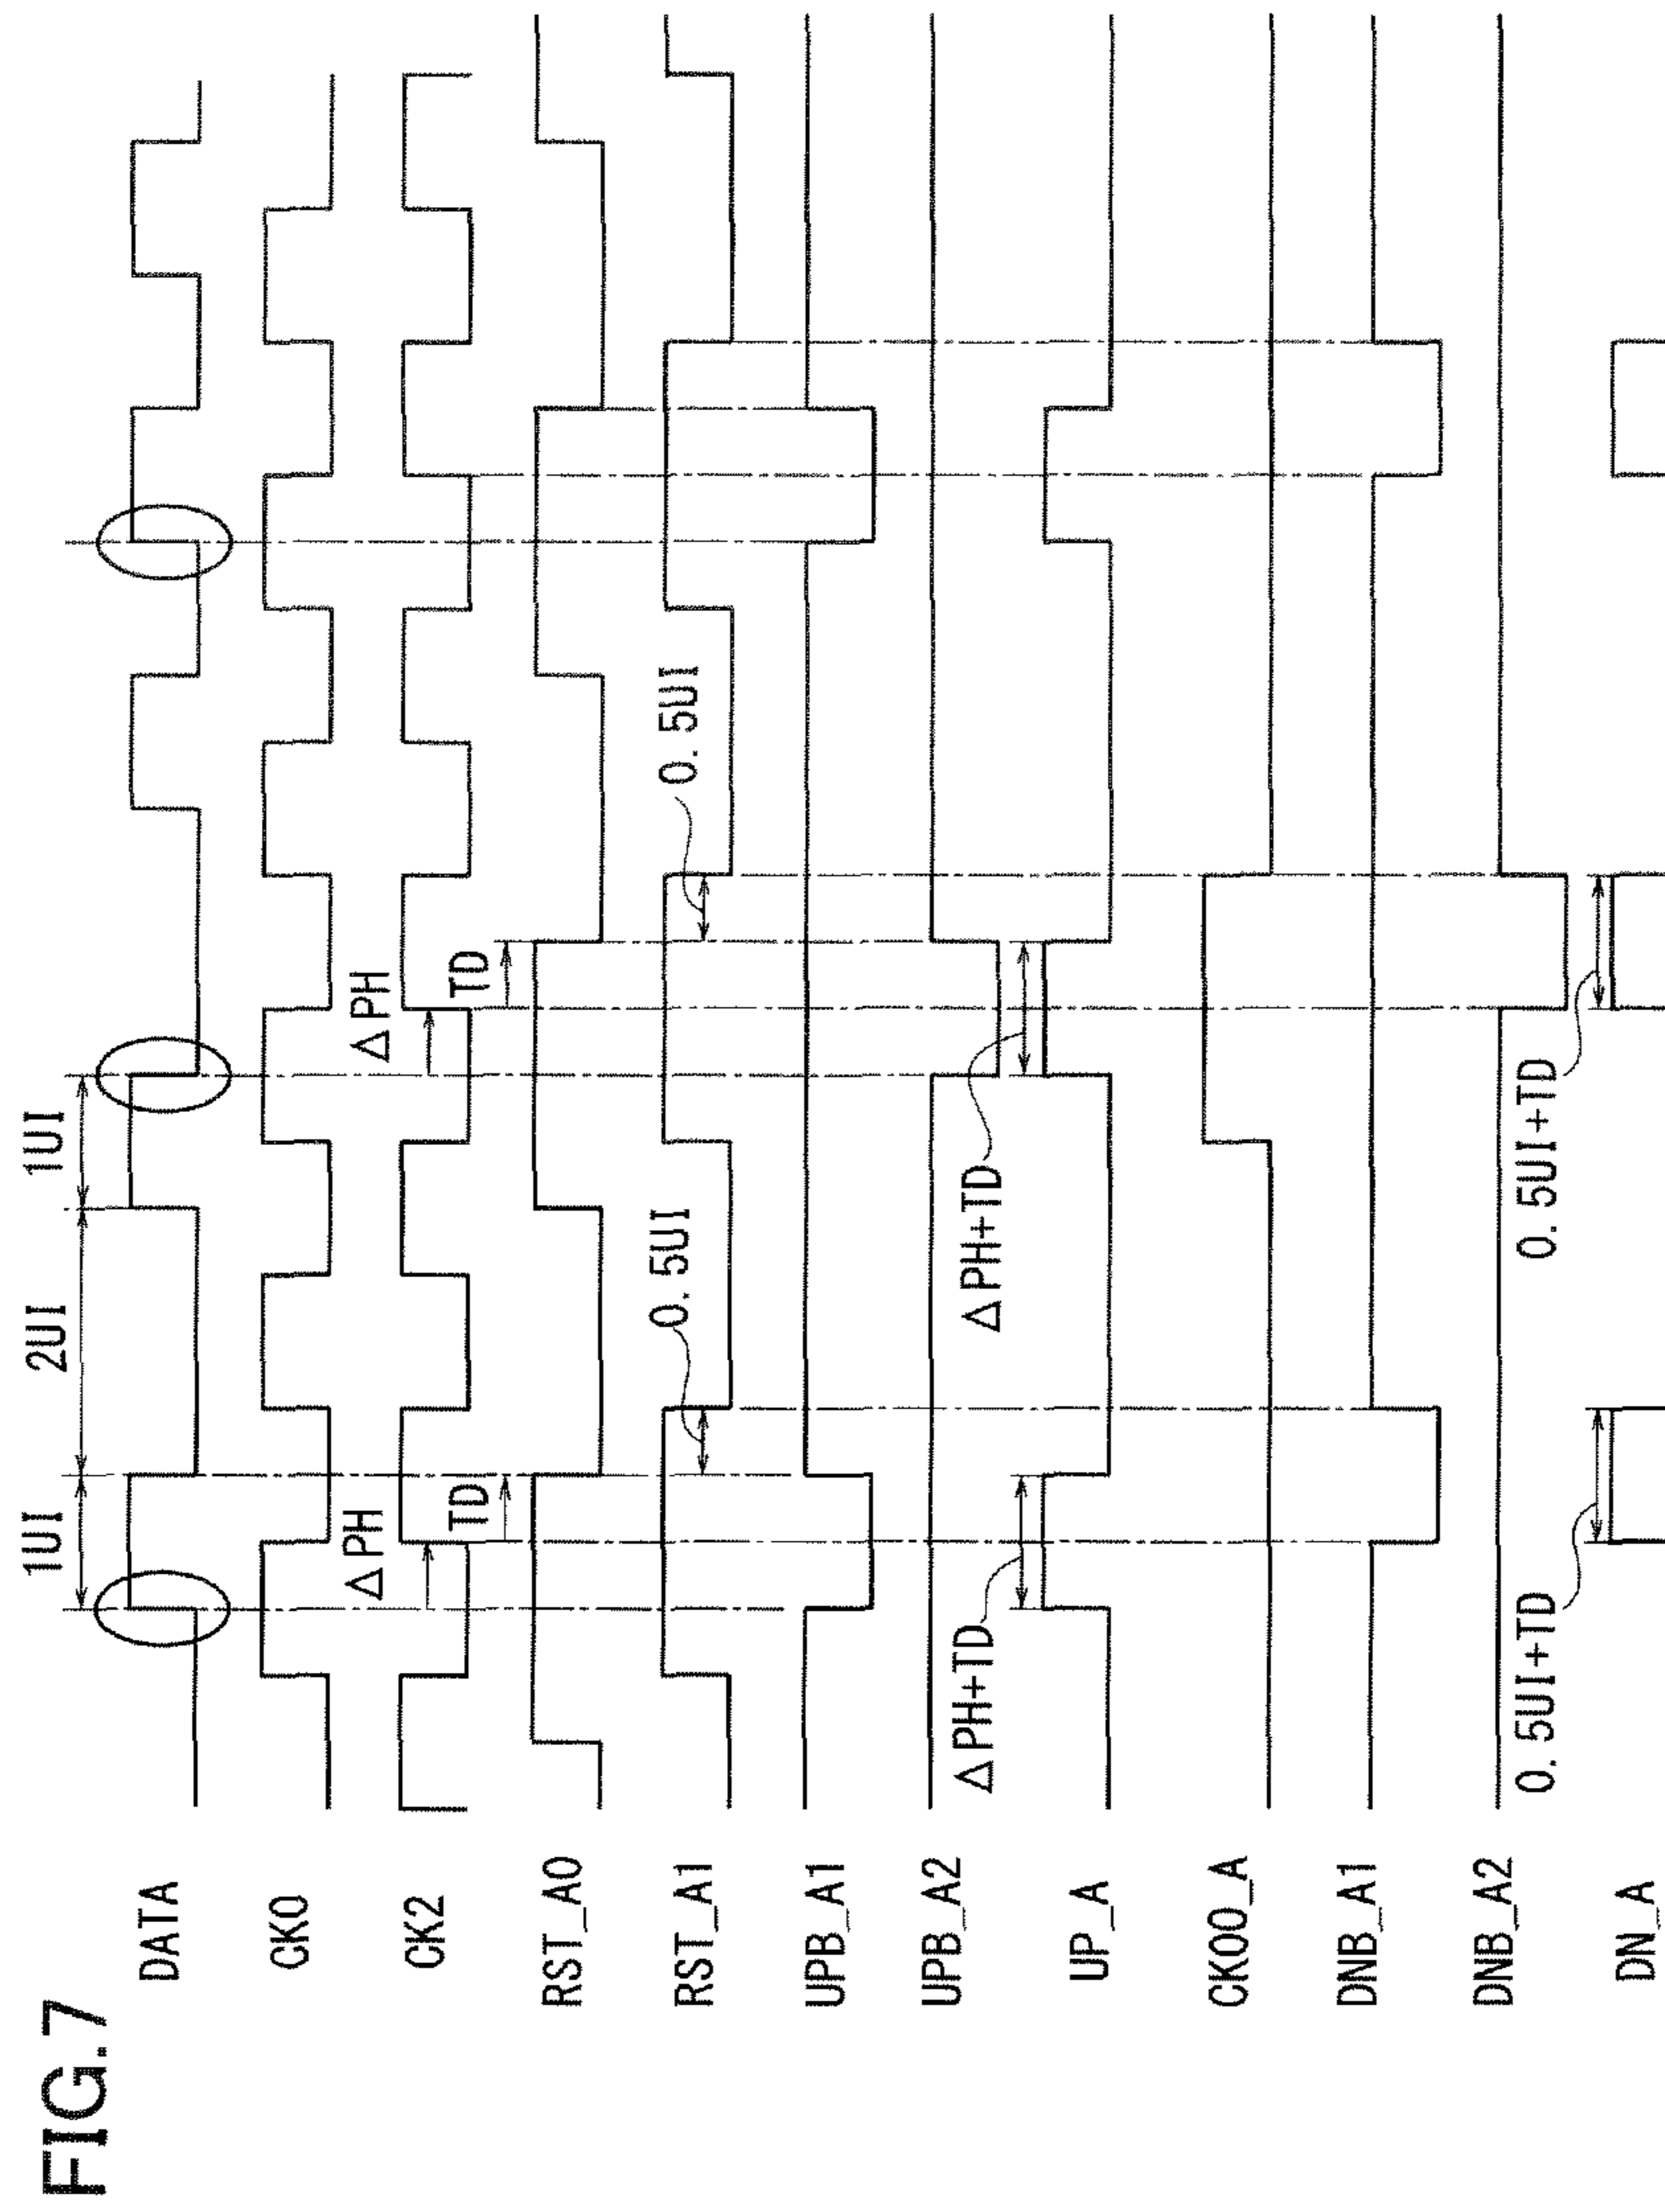 FIG. 7
1UI
2UI
1UI
DATA
CK0
ΔPH
ΔPH
CK2
TD
TD
RST_A0
0. 5UI
0. 5UI
RST_A1
UPB_A1
UPB_A2
ΔPH+TD
ΔPH+TD
UP_A
CK00_A
DNB_A1
DNB_A2
0. 5UI+TD
0. 5UI+TD
DN_A